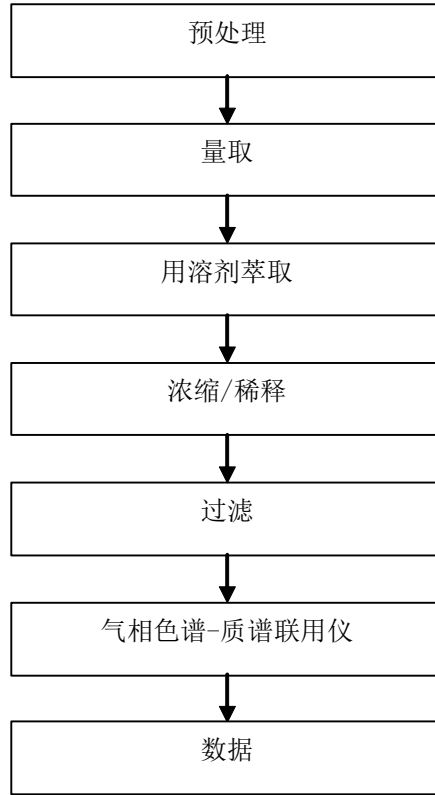 预处理
量取
用溶剂萃取
浓缩/稀释
过滤
气相色谱-质谱联用仪
数据